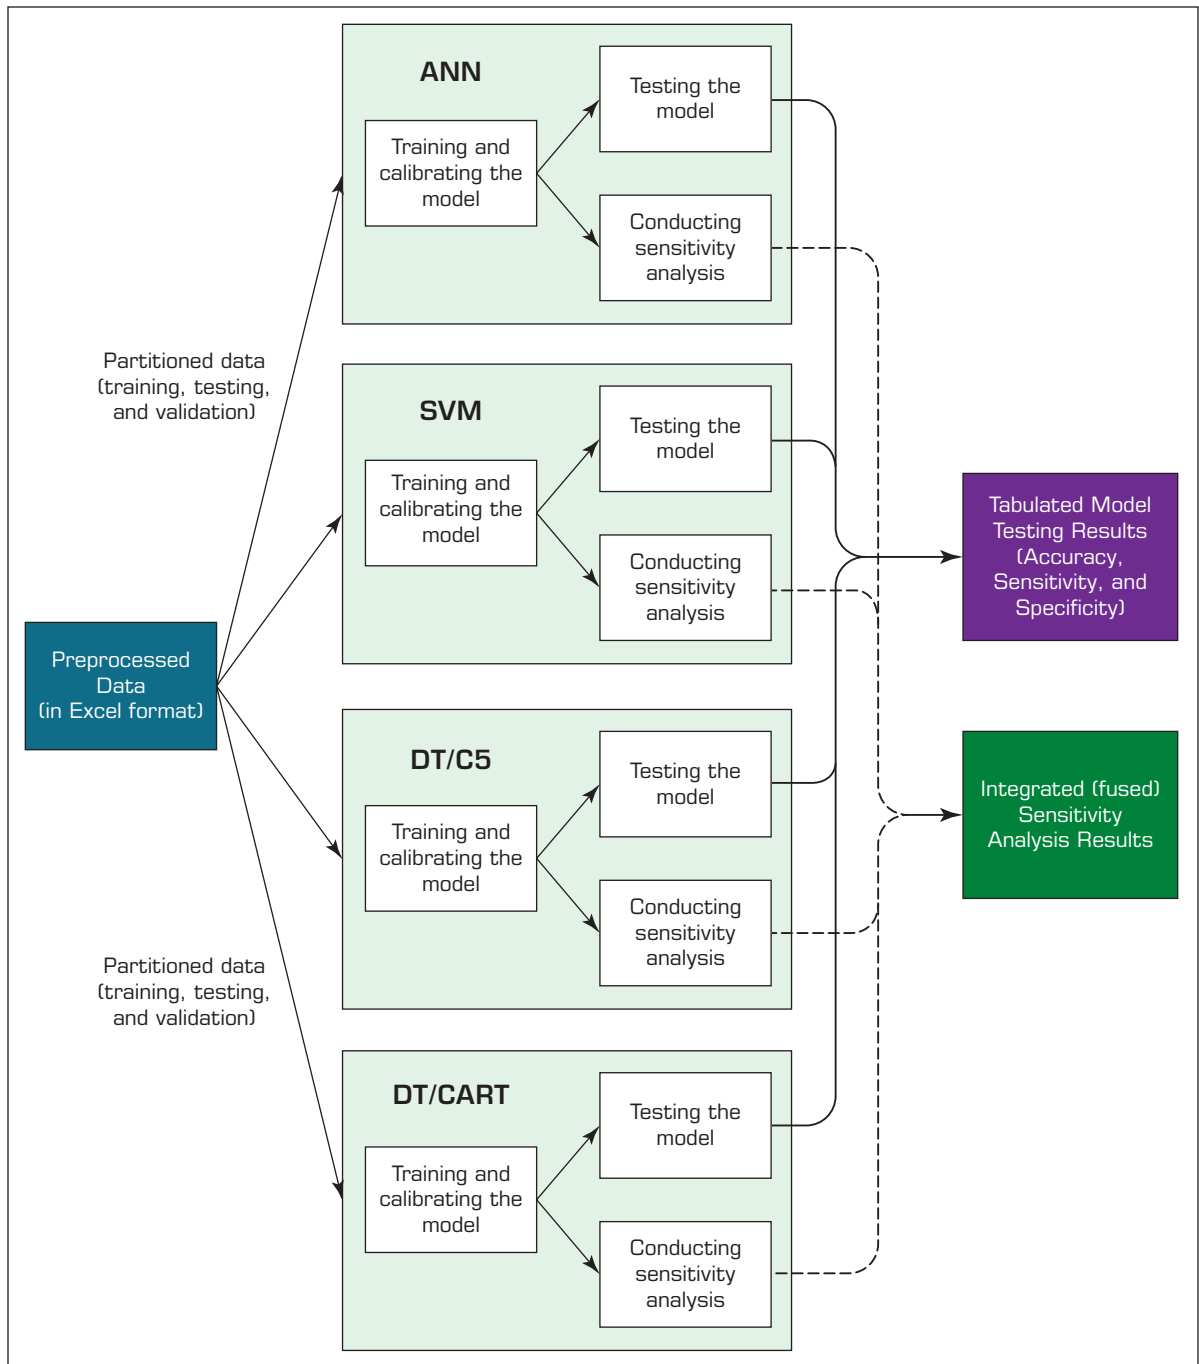 ANN
Testing the
model
Training and
calibrating the
model
Conducting
sensitivity
analysis
Partitioned data
(training, testing,
and validation)
SVM
Testing the
model
Training and
calibrating the
model
Conducting
sensitivity
analysis
Tabulated Model
Testing Results
(Accuracy,
Sensitivity, and
Specificity)
Preprocessed
Data
(in Excel format)
DT/C5
Testing the
model
Training and
calibrating the
model
Conducting
sensitivity
analysis
Integrated (fused)
Sensitivity
Analysis Results
Partitioned data
(training, testing,
and validation)
DT/CART
Testing the
model
Training and
calibrating the
model
Conducting
sensitivity
analysis